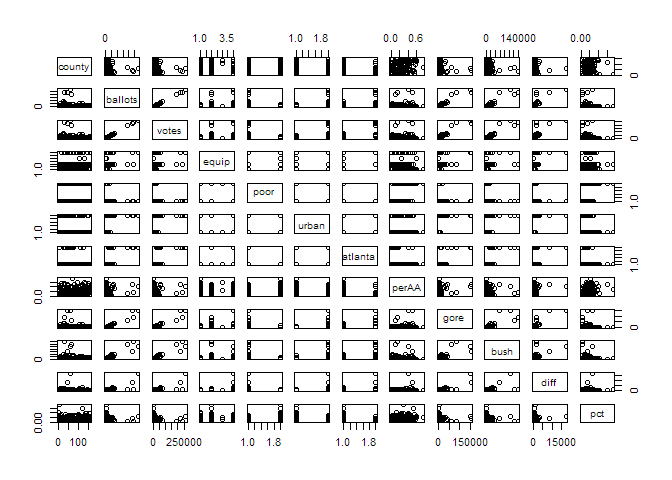 0 1.0 3.5 1.0 1.8 0.0 0.6 0 140000 0.00
county 0
0 ballots
votes 0
1.0 equip
poor 1.0
1.0 urban
atlanta 1.0
0.0 perAA
gore 0
0 bush
diff 0
0.00 pct
0 100 0 250000 1.0 1.8 1.0 1.8 0 150000 0 15000